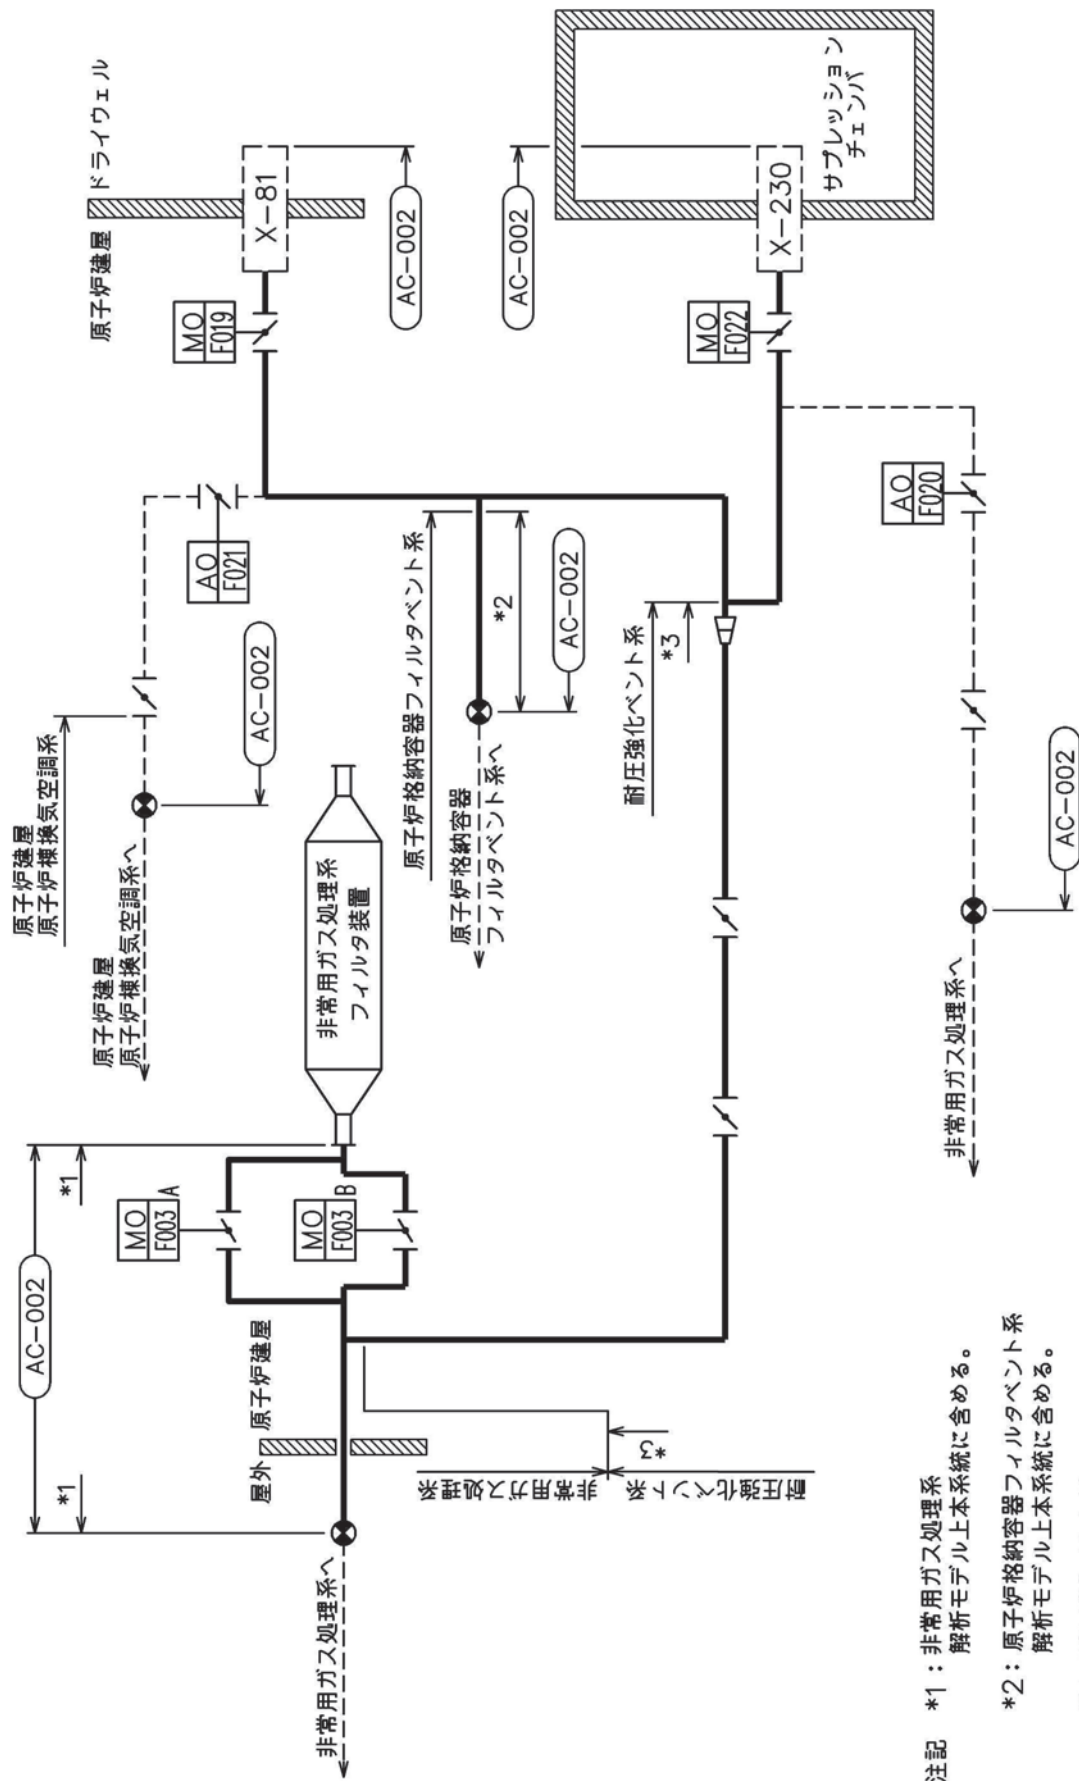 ドライウェル
原子炉建屋
X-81
AC-002
MO
F019
AO
F021
原子炉建屋
原子炉棟換気空調系
原子炉建屋
原子炉棟換気空調系へ
AC-002
サプレッション
チェンバ
X-230
AC-002
MO
F022
AO
F020
原子炉格納容器フィルタベント系
*2
AC-002
原子炉格納容器
フィルタベント系へ
耐圧強化ベント系
*3
非常用ガス処理系
フィルタ装置
AC-002
*1
*1
MO
F003
A
MO
F003
B
屋外
原子炉建屋
非常用ガス処理系
耐圧強化ベント系
*3
非常用ガス処理系へ
非常用ガス処理系へ
AC-002
注記 *1:非常用ガス処理系
解析モデル上本系統に含める。
*2:原子炉格納容器フィルタベント系
解析モデル上本系統に含める。